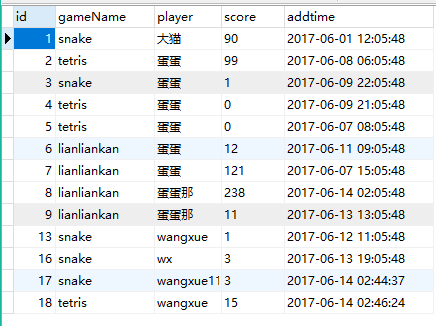 id gameName player score addtime
1 snake 大猫 90 2017-06-01 12:05:48
2 tetris 蛋蛋 99 2017-06-08 06:05:48
3 snake 蛋蛋 1 2017-06-09 22:05:48
4 tetris 蛋蛋 0 2017-06-09 21:05:48
5 tetris 蛋蛋 0 2017-06-07 08:05:48
6 lianliankan 蛋蛋 12 2017-06-11 09:05:48
7 lianliankan 蛋蛋 121 2017-06-07 15:05:48
8 lianliankan 蛋蛋那 238 2017-06-14 02:05:48
9 lianliankan 蛋蛋那 11 2017-06-13 13:05:48
13 snake wangxue 1 2017-06-12 11:05:48
16 snake wx 3 2017-06-13 19:05:48
17 snake wangxue11 3 2017-06-14 02:44:37
18 tetris wangxue 15 2017-06-14 02:46:24